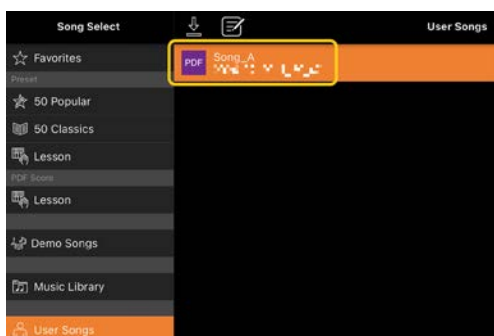 Song Select
User Songs
Favorites
Preset
50 Popular
50 Classics
Lesson
PDF Score
Lesson
Demo Songs
Music Library
User Songs
PDF
Song_A